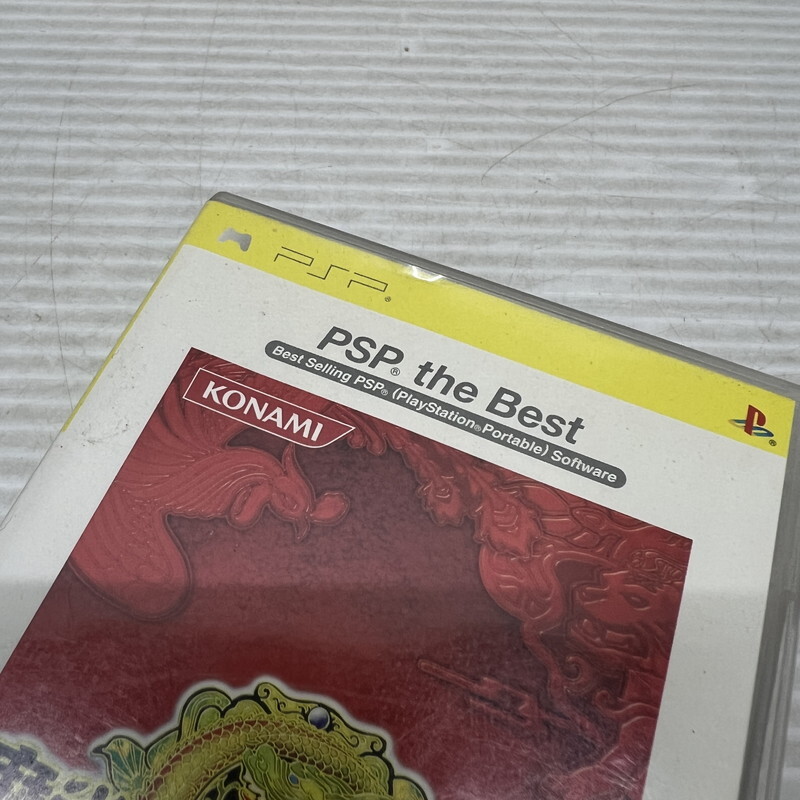 PSP®
PSP® the Best
Best Selling PSP® (PlayStation®Portable) Software
KONAMI